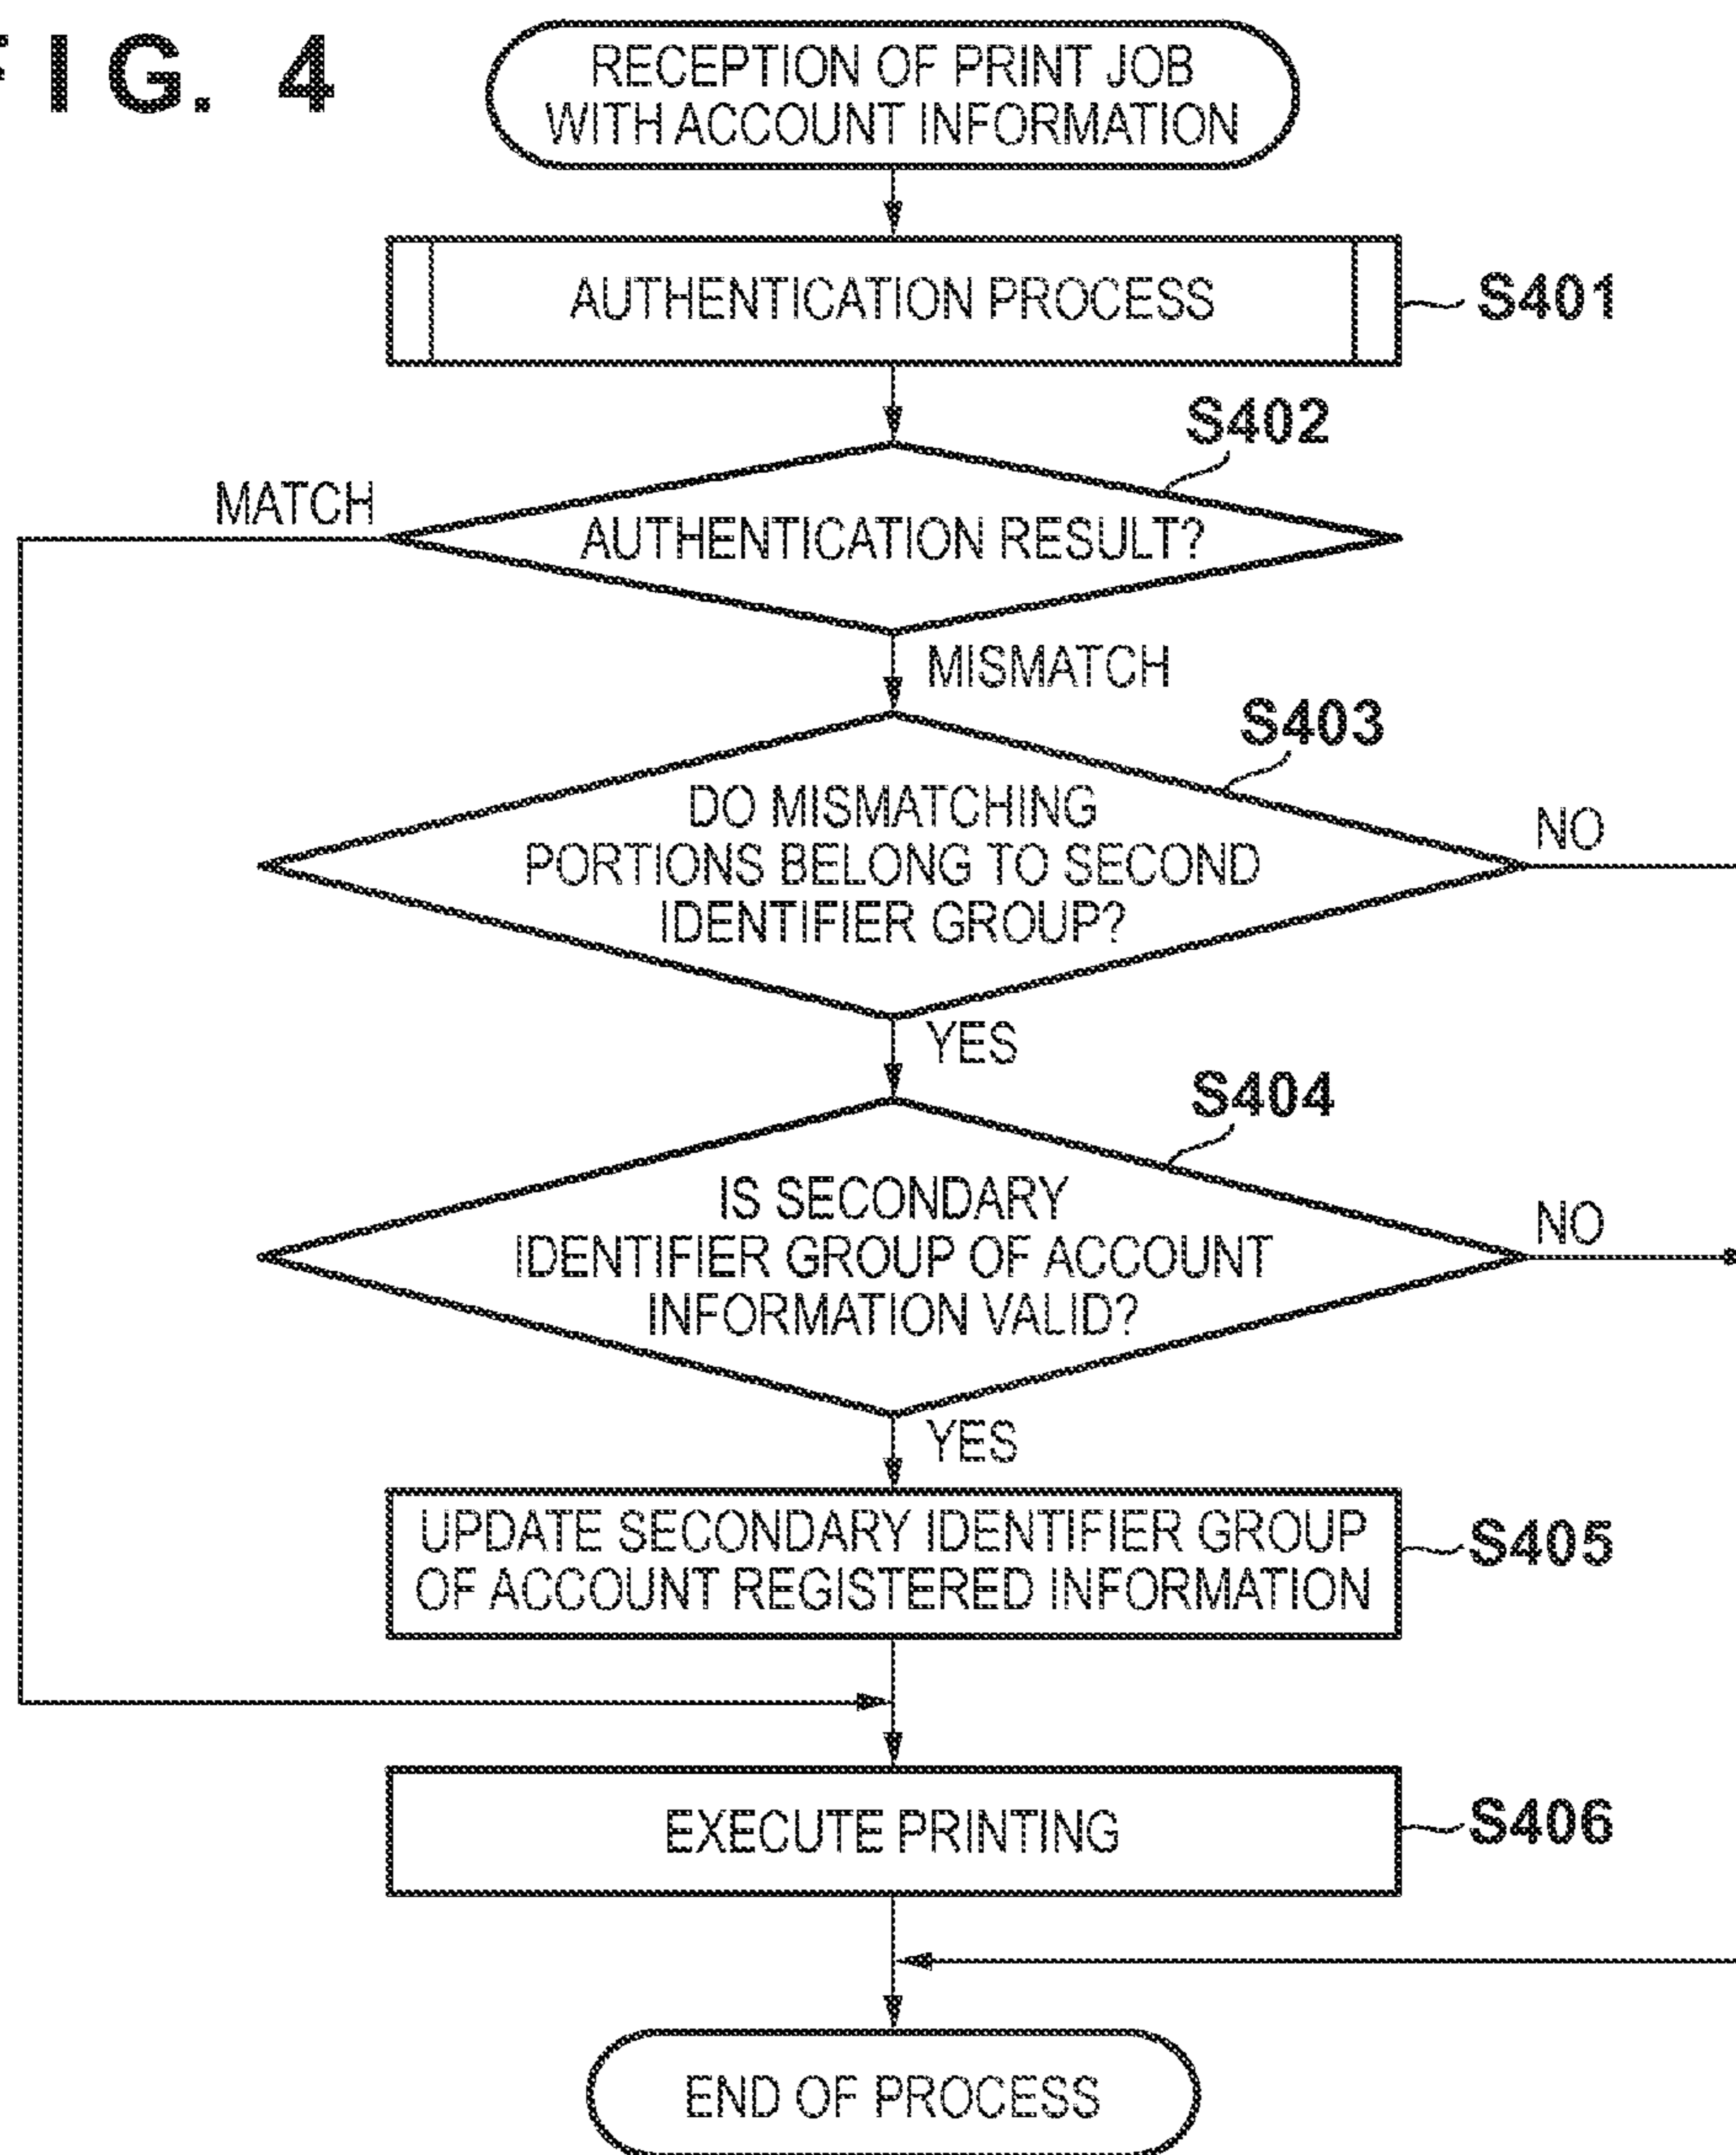 FIG. 4
RECEPTION OF PRINT JOB
WITH ACCOUNT INFORMATION
AUTHENTICATION PROCESS
S401
S402
MATCH
AUTHENTICATION RESULT?
MISMATCH
S403
DO MISMATCHING
PORTIONS BELONG TO SECOND
IDENTIFIER GROUP?
NO
YES
S404
IS SECONDARY
IDENTIFIER GROUP OF ACCOUNT
INFORMATION VALID?
NO
YES
UPDATE SECONDARY IDENTIFIER GROUP
OF ACCOUNT REGISTERED INFORMATION
S405
EXECUTE PRINTING
S406
END OF PROCESS